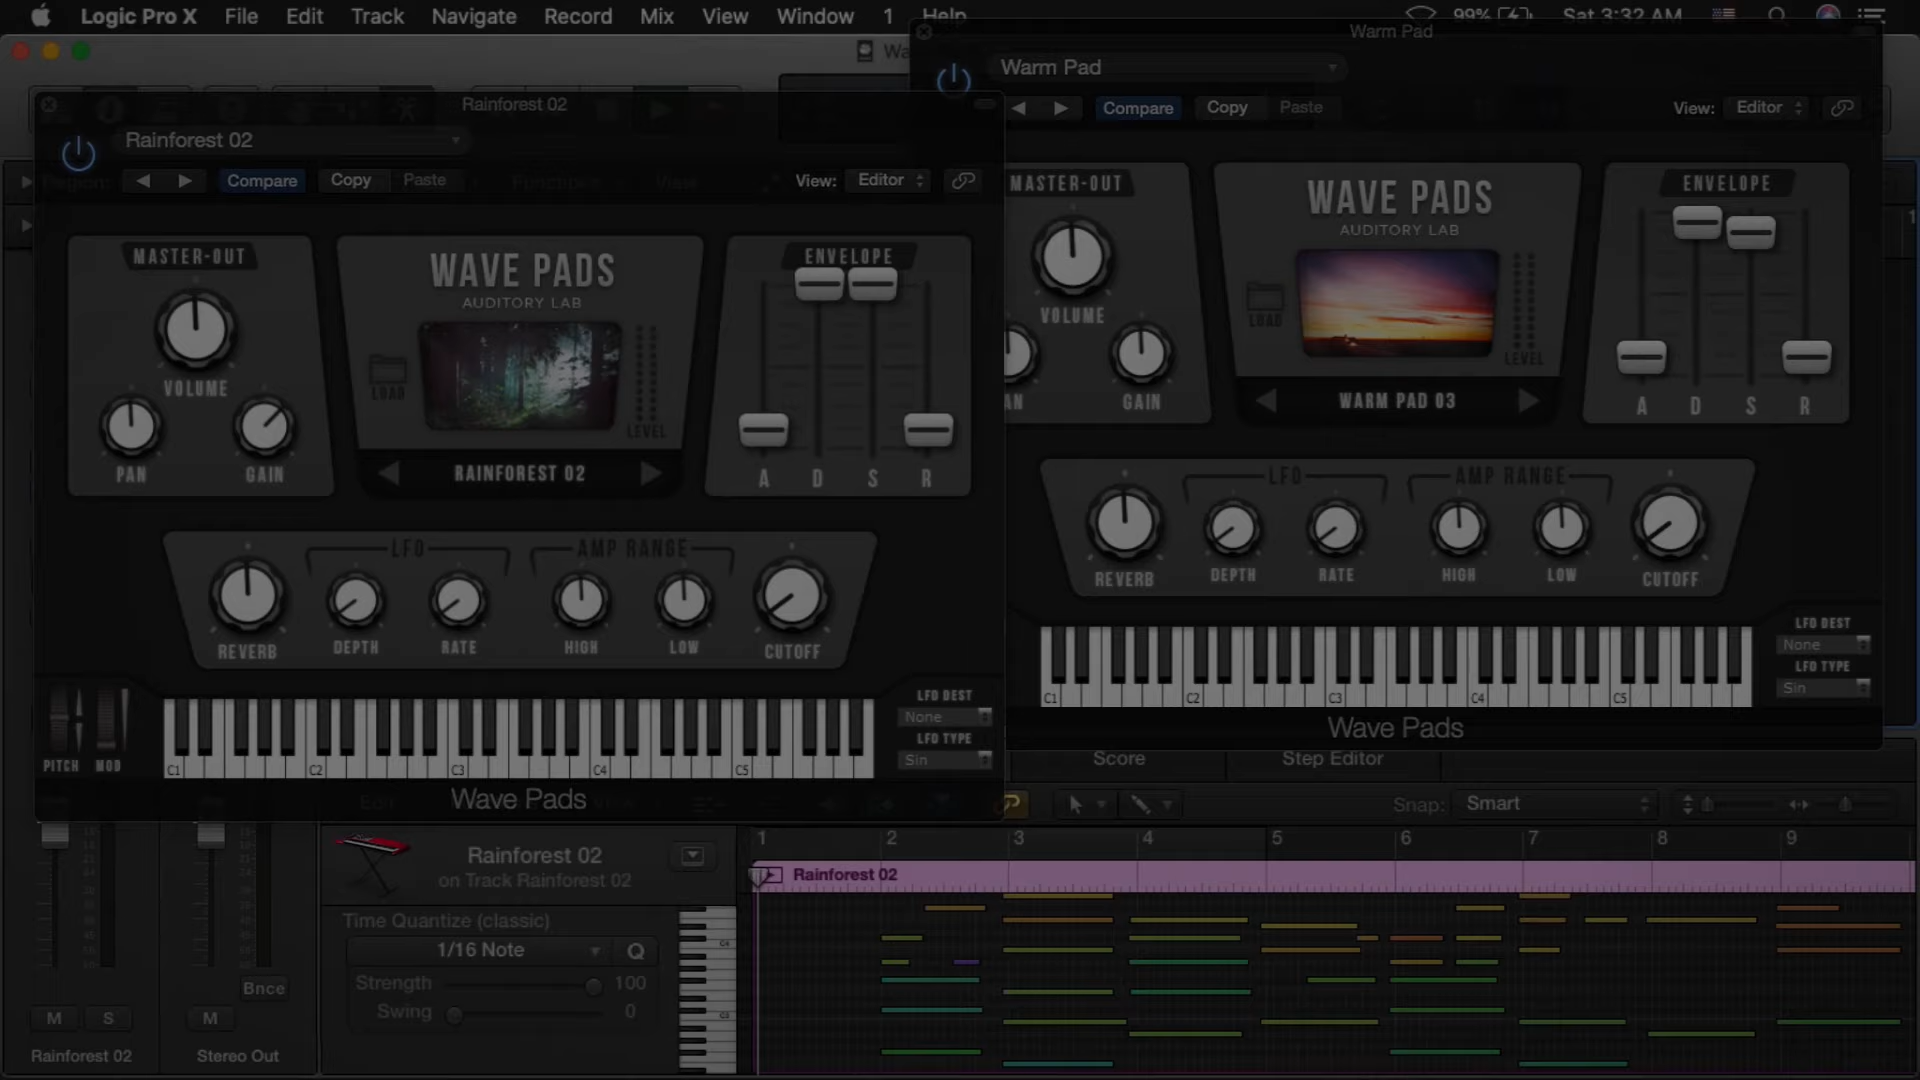 Logic Pro X File Edit Track Navigate Record Mix View Window 1 Help 99% Sat 3:32 AM
Warm Pad
Warm Pad
Compare Copy Paste View: Editor
MASTER-OUT
VOLUME
GAIN
WAVE PADS
AUDITORY LAB
LOAD
LEVEL
WARM PAD 03
ENVELOPE
A D S R
LFO AMP RANGE
REVERB DEPTH RATE HIGH LOW CUTOFF
C1 C2 C3 C4 C5
LFO DEST
None
LFO TYPE
Sin
Wave Pads
Rainforest 02
Rainforest 02
Compare Copy Paste View: Editor
MASTER-OUT
VOLUME
PAN GAIN
WAVE PADS
AUDITORY LAB
LOAD
LEVEL
RAINFOREST 02
ENVELOPE
A D S R
LFO AMP RANGE
REVERB DEPTH RATE HIGH LOW CUTOFF
PITCH MOD
C1 C2 C3 C4 C5
LFO DEST
None
LFO TYPE
Sin
Wave Pads
Score Step Editor
Snap: Smart
1 2 3 4 5 6 7 8 9
Rainforest 02
on Track Rainforest 02
Rainforest 02
Time Quantize (classic)
1/16 Note Q
Strength 100
Swing 0
Bnce
M S M
Rainforest 02 Stereo Out